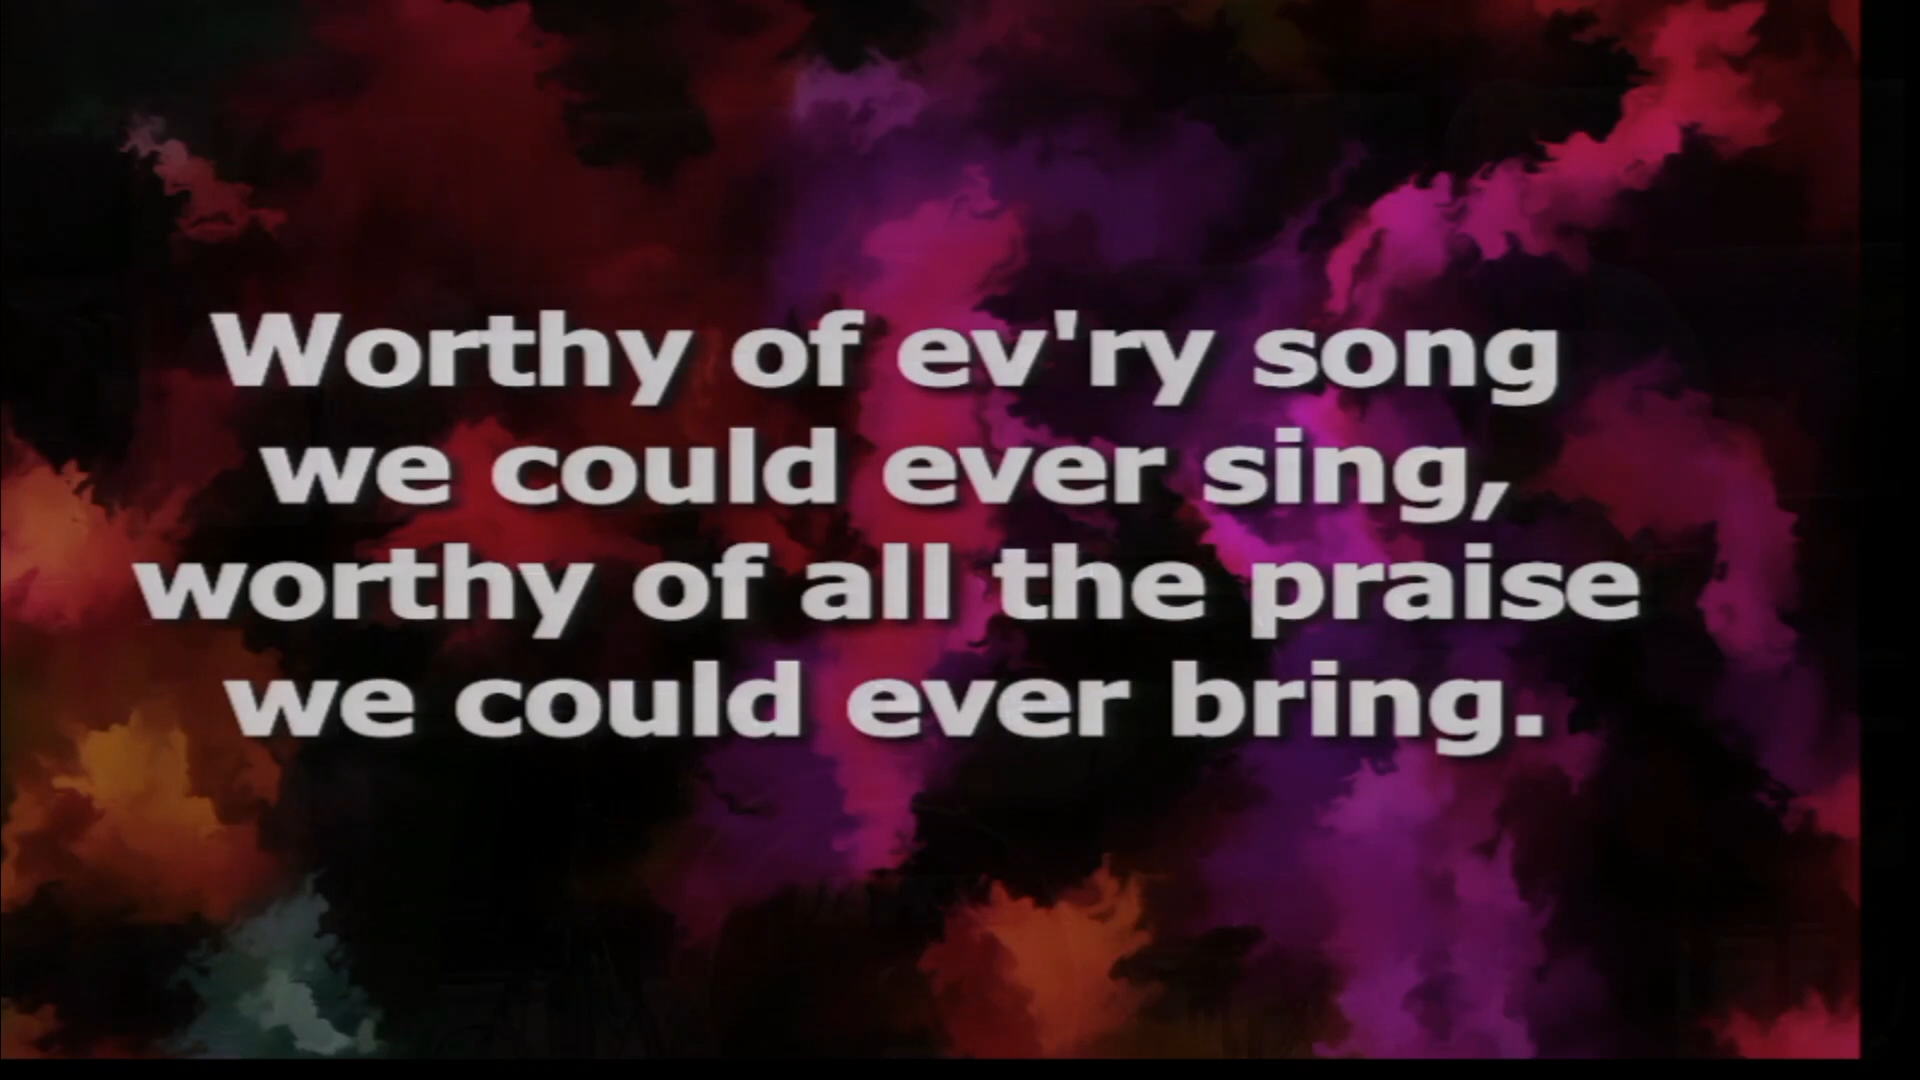 Worthy of ev'ry song
we could ever sing,
worthy of all the praise
we could ever bring.